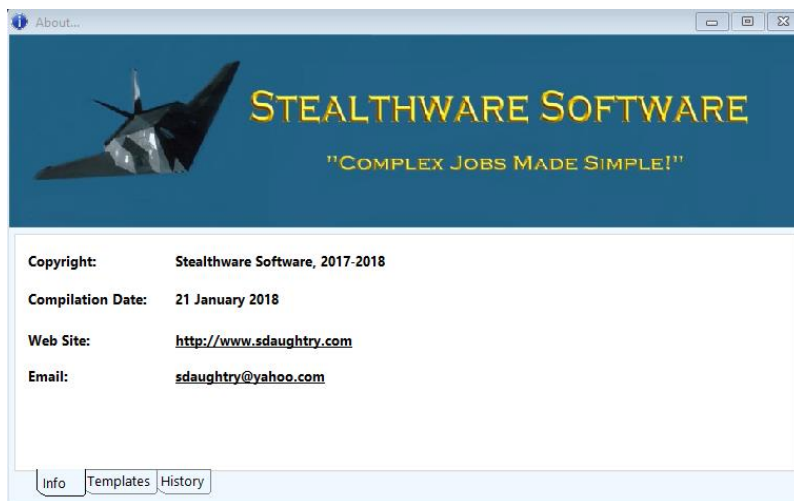 About...
STEALTHWARE SOFTWARE
"COMPLEX JOBS MADE SIMPLE!"
Copyright: Stealthware Software, 2017-2018
Compilation Date: 21 January 2018
Web Site: http://www.sdaughtry.com
Email: sdaughtry@yahoo.com
Info Templates History